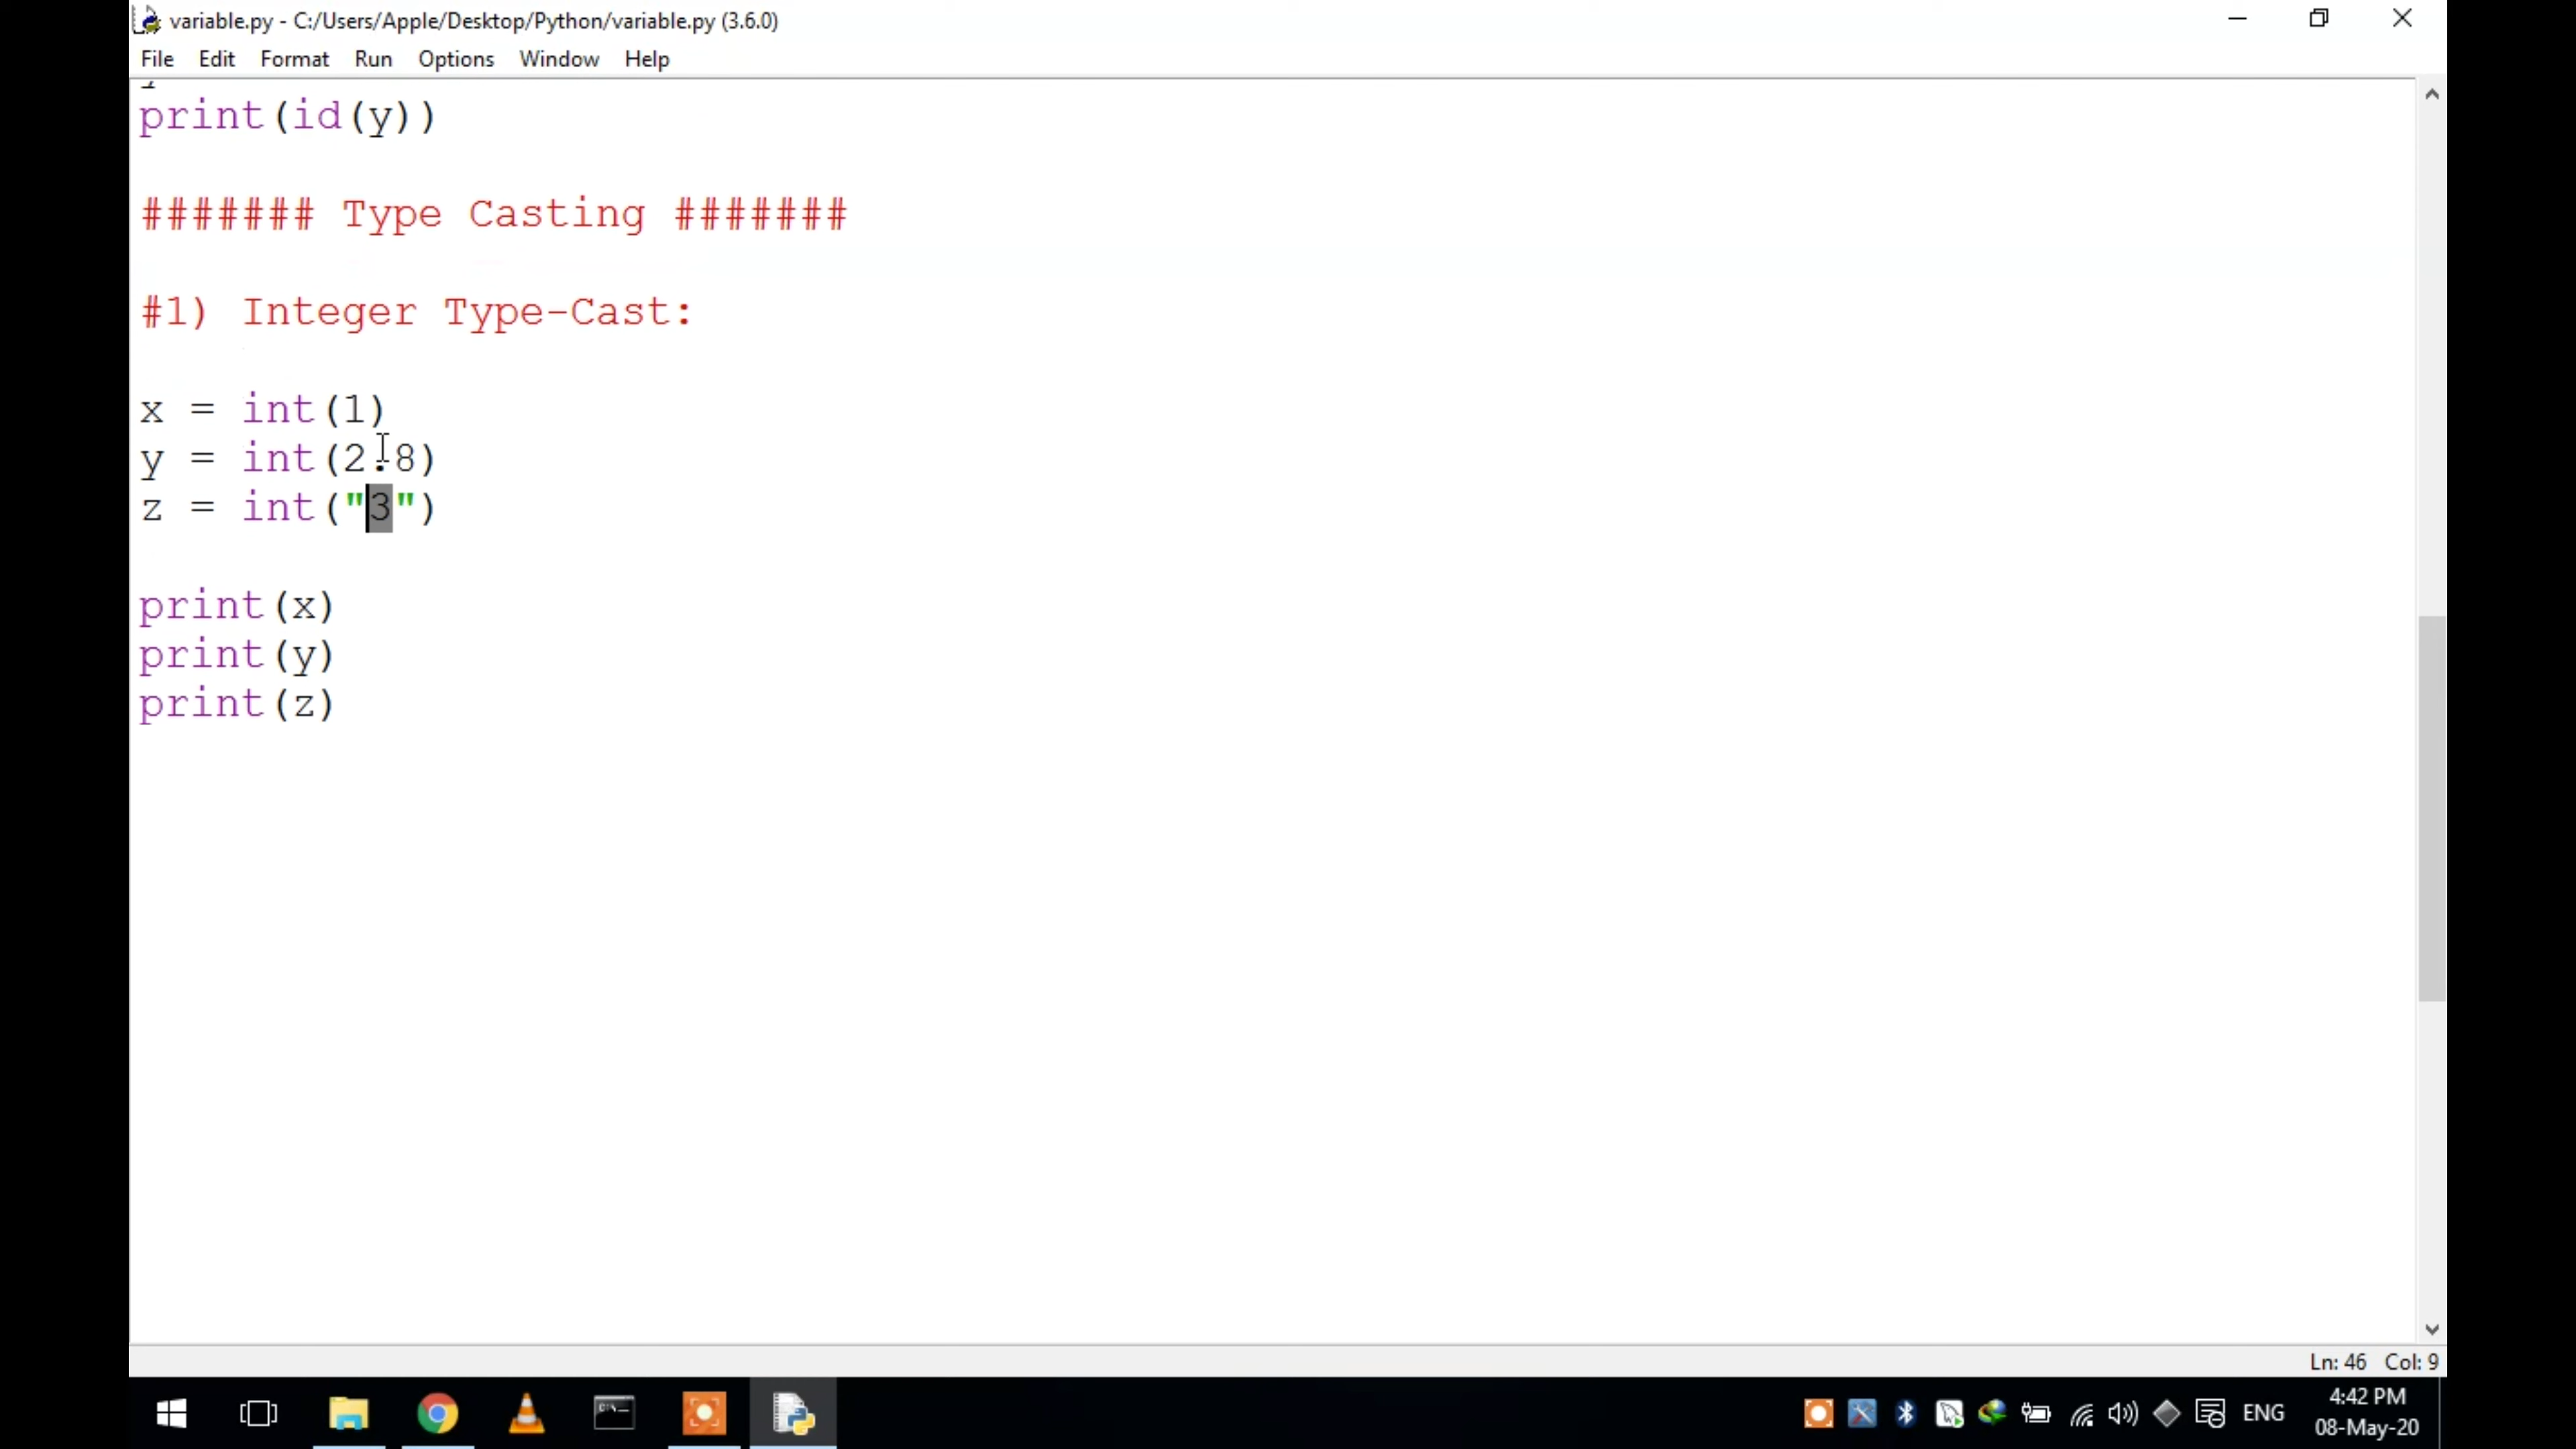 variable.py - C:/Users/Apple/Desktop/Python/variable.py (3.6.0)
File Edit Format Run Options Window Help
print(id(y))
####### Type Casting #######
#1) Integer Type-Cast:
x = int(1)
y = int(2.8)
z = int("3")
print(x)
print(y)
print(z)
Ln: 46 Col: 9
ENG
4:42 PM
08-May-20